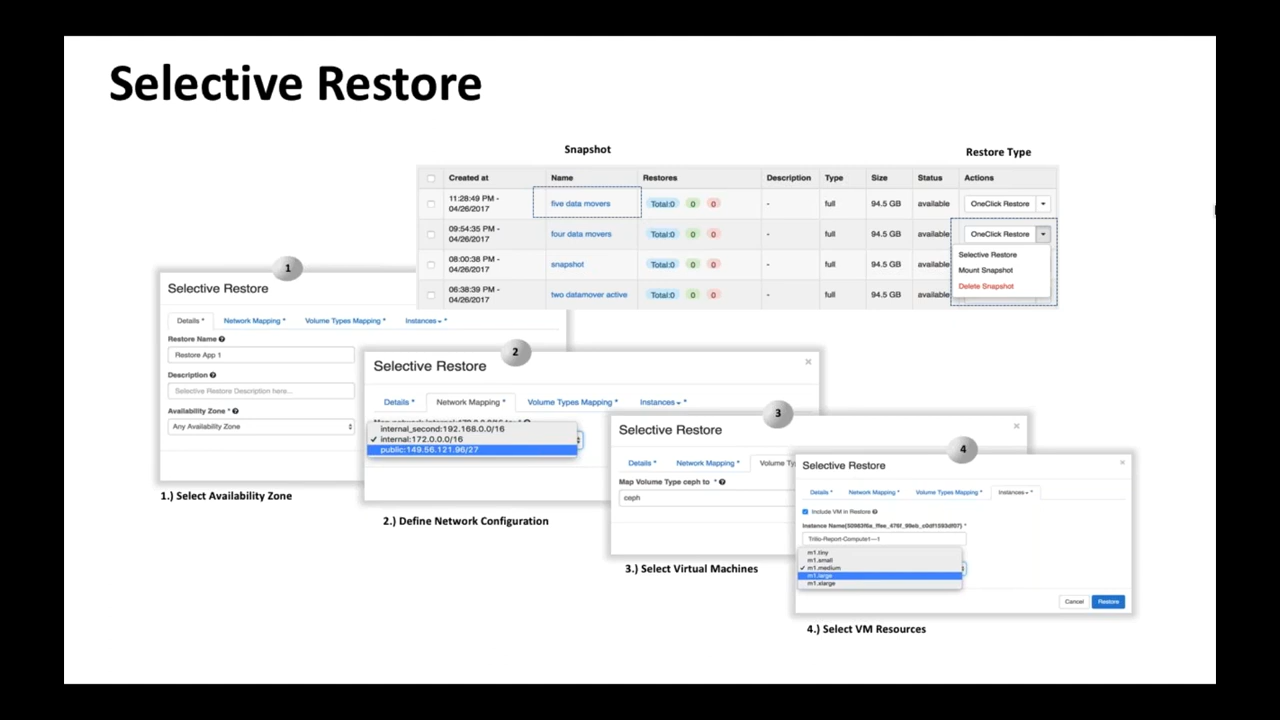 Selective Restore
Snapshot
Restore Type
Created at Name Restores Description Type Size Status Actions
11:28:49 PM - 04/26/2017 five data movers Total:0 0 0 - full 94.5 GB available OneClick Restore
09:54:35 PM - 04/26/2017 four data movers Total:0 0 0 - full 94.5 GB available OneClick Restore
08:00:38 PM - 04/26/2017 snapshot Total:0 0 0 - full 94.5 GB available
06:38:39 PM - 04/26/2017 two datamover active Total:0 0 0 - full 94.5 GB available
Selective Restore
Mount Snapshot
Delete Snapshot
1
Selective Restore
Details * Network Mapping * Volume Types Mapping * Instances *
Restore Name
Restore App 1
Description
Selective Restore Description here...
Availability Zone *
Any Availability Zone
1.) Select Availability Zone
2
Selective Restore
Details * Network Mapping * Volume Types Mapping * Instances *
internal_second:192.168.0.0/16
internal:172.0.0.0/16
public:149.56.121.96/27
2.) Define Network Configuration
3
Selective Restore
Details * Network Mapping * Volume Ty
Map Volume Type ceph to *
ceph
3.) Select Virtual Machines
4
Selective Restore
Details * Network Mapping * Volume Types Mapping * Instances *
Include VM in Restore
Instance Name
Trilio-Report-Compute1—1
m1.tiny
m1.small
m1.medium
m1.large
m1.xlarge
Cancel Restore
4.) Select VM Resources